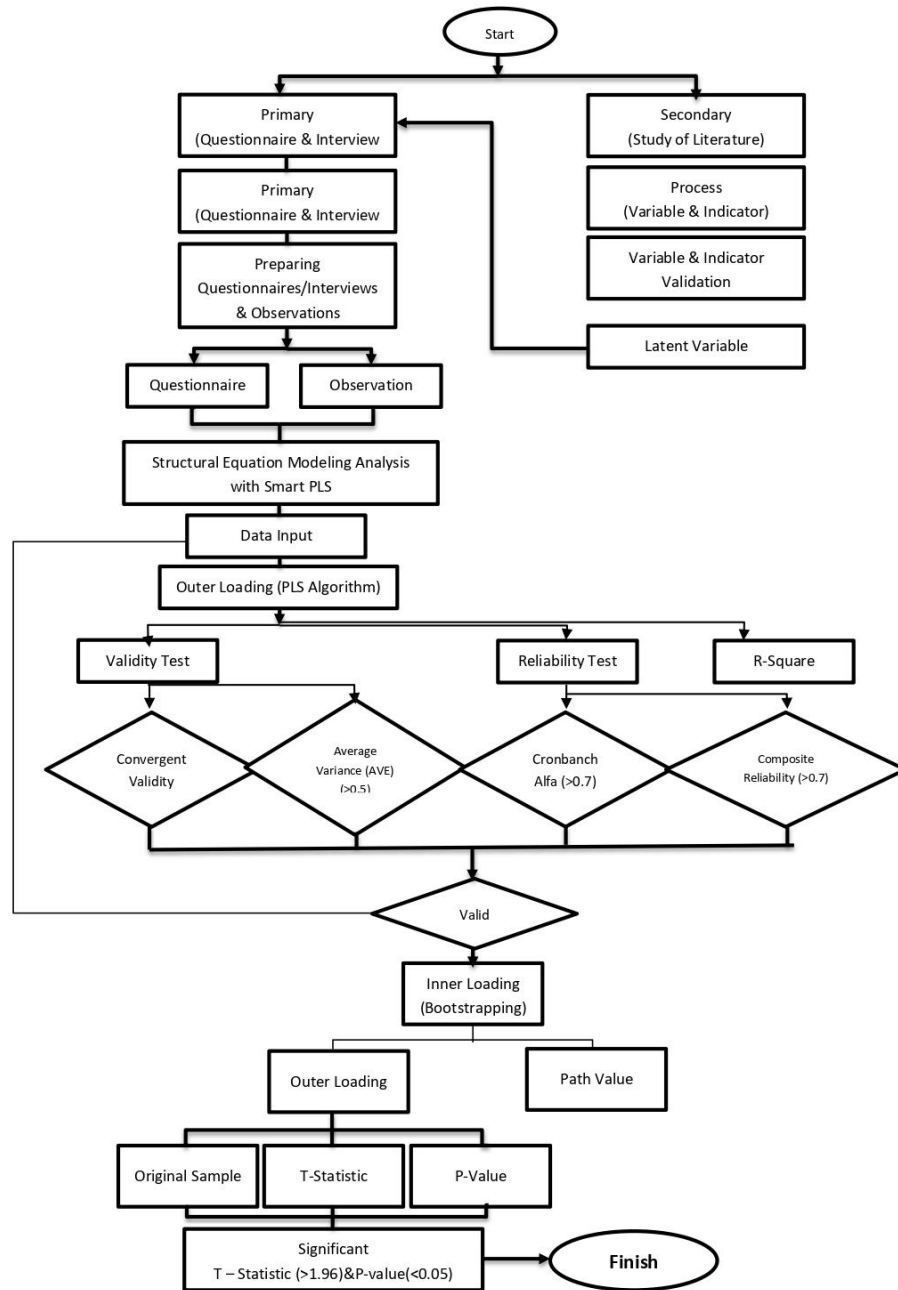 Start
Primary
(Questionnaire & Interview
Secondary
(Study of Literature)
Primary
(Questionnaire & Interview
Process
(Variable & Indicator)
Preparing
Questionnaires/Interviews
& Observations
Variable & Indicator
Validation
Latent Variable
Questionnaire
Observation
Structural Equation Modeling Analysis
with Smart PLS
Data Input
Outer Loading (PLS Algorithm)
Validity Test
Reliability Test
R-Square
Convergent
Validity
Average
Variance (AVE)
(>0.5)
Cronbanch
Alfa (>0.7)
Composite
Reliability (>0.7)
Valid
Inner Loading
(Bootstrapping)
Outer Loading
Path Value
Original Sample
T-Statistic
P-Value
Significant
T – Statistic (>1.96)&P-value(<0.05)
Finish